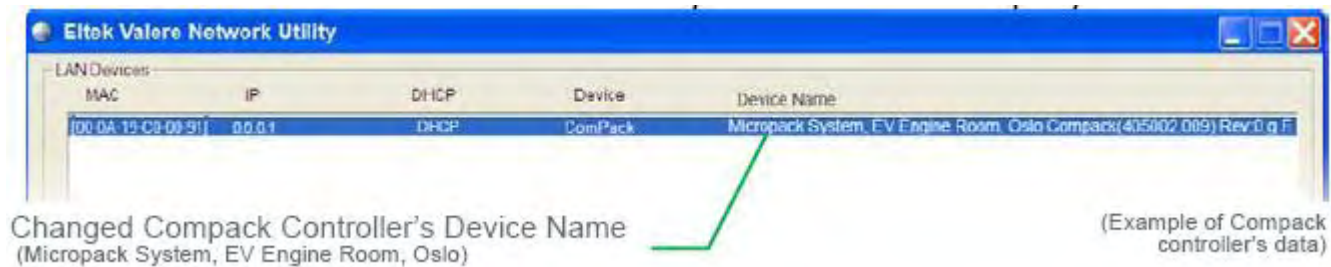 Eltek Valere Network Utility
LAN Devices
MAC IP DHCP Device Device Name
[00-0A-19-C0-00-91] 0.0.0.1 DHCP ComPack Micropack System, EV Engine Room, Oslo Compack(405002.009) Rev:0.g F
Changed Compack Controller's Device Name
(Micropack System, EV Engine Room, Oslo)
(Example of Compack
controller's data)